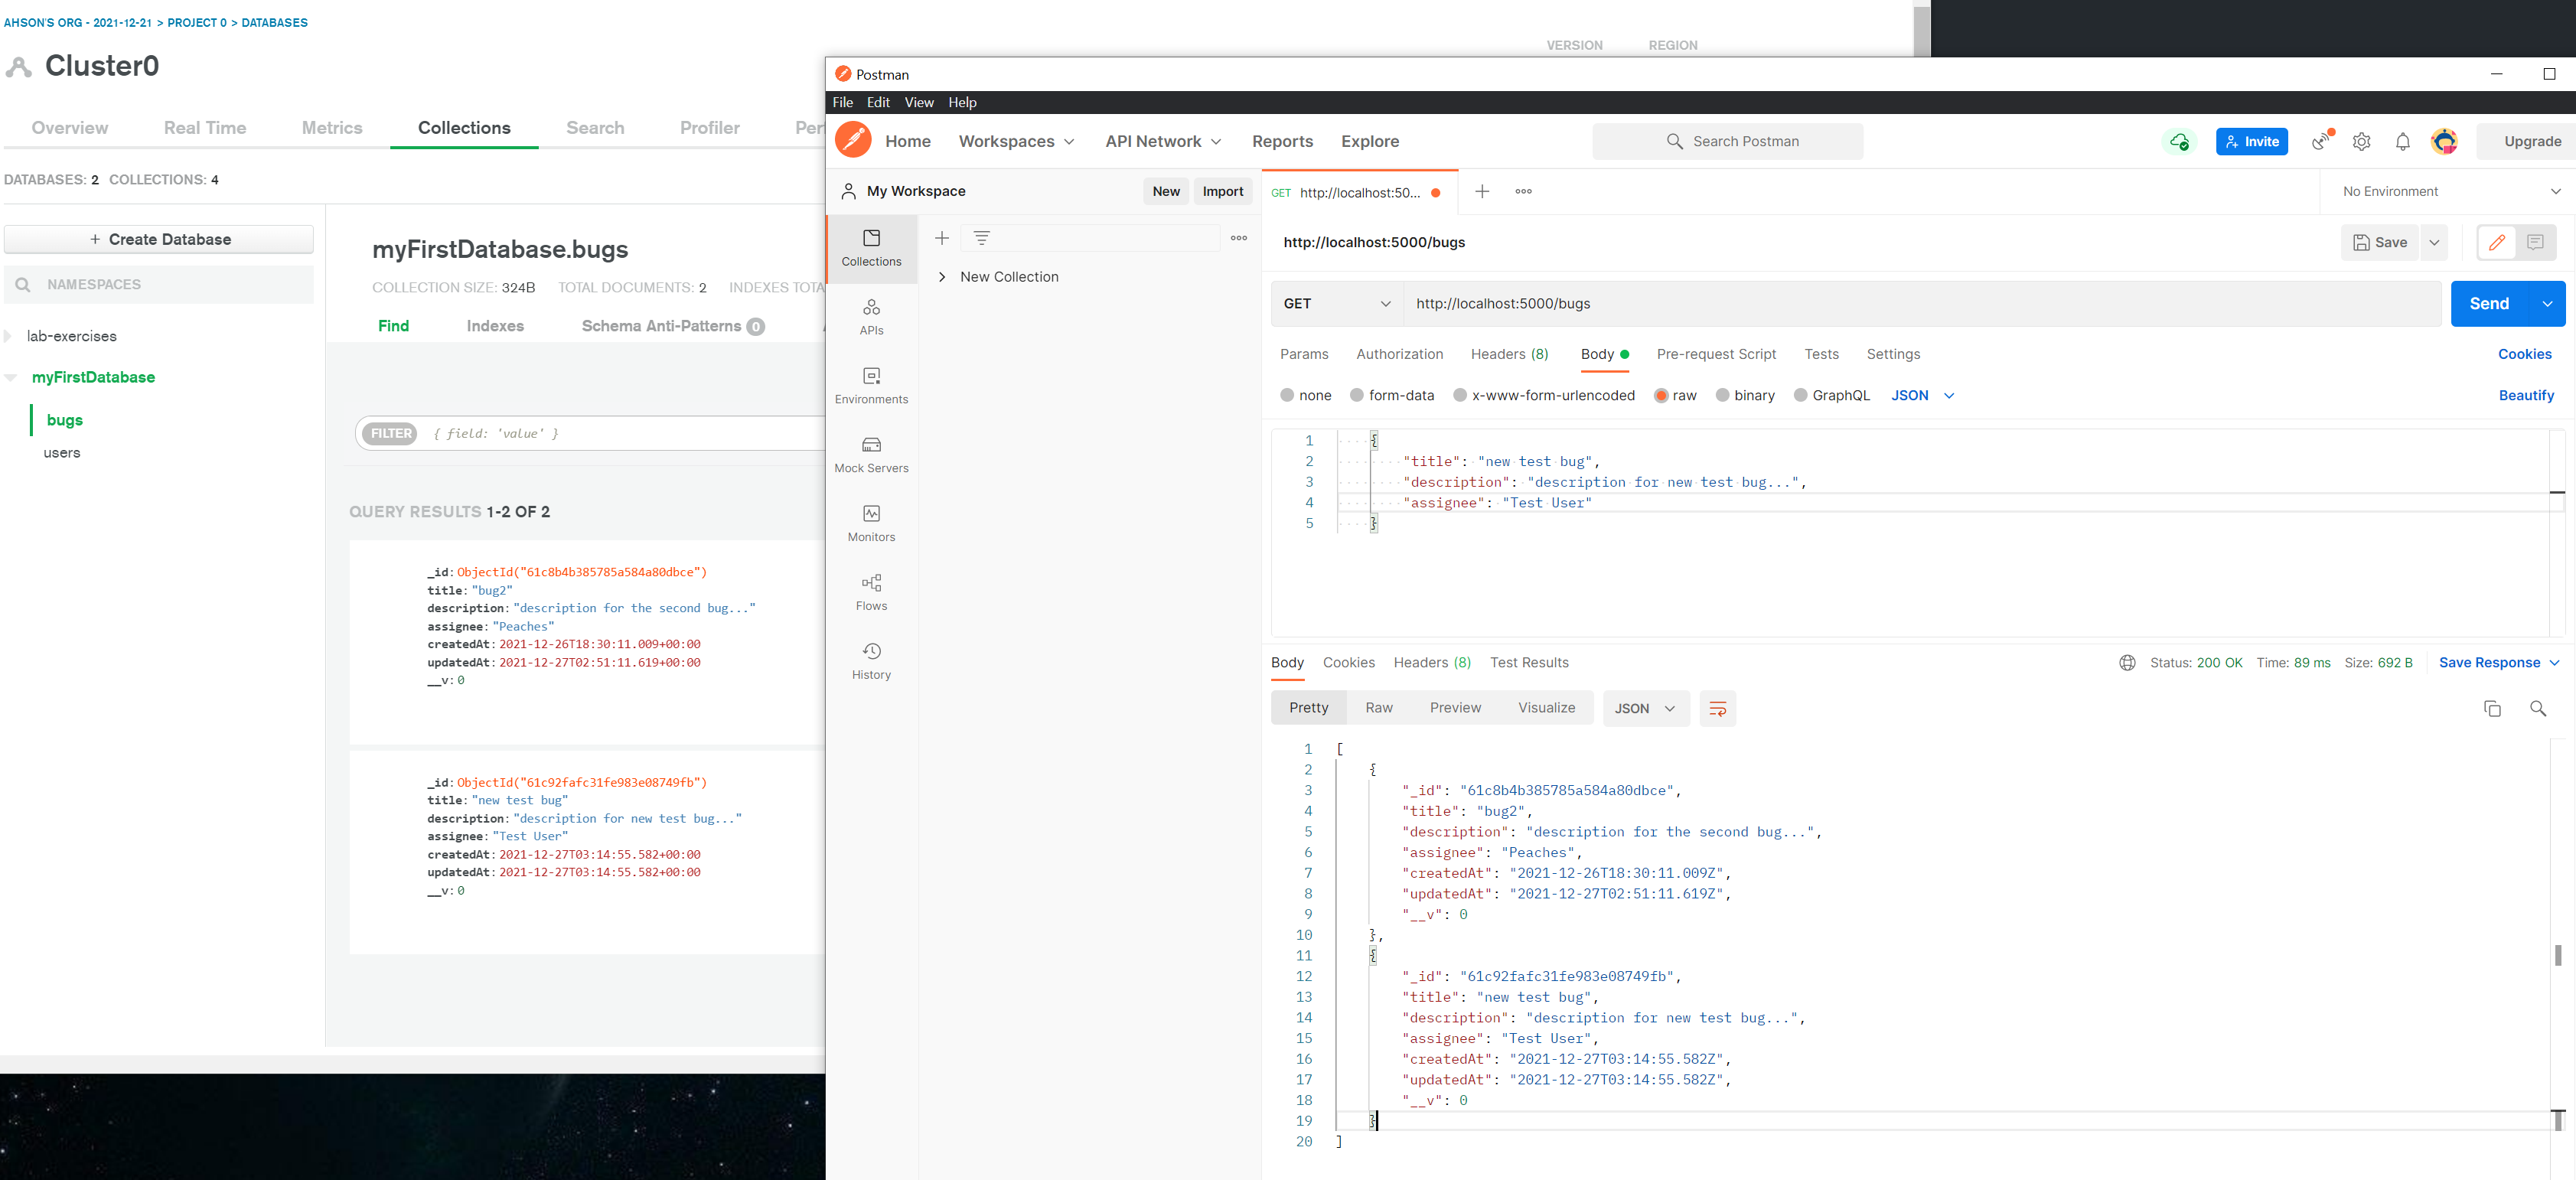 AHSON'S ORG - 2021-12-21 > PROJECT 0 > DATABASES
Cluster0
VERSION REGION
Overview Real Time Metrics Collections Search Profiler
DATABASES: 2 COLLECTIONS: 4
+ Create Database
NAMESPACES
lab-exercises
myFirstDatabase
bugs
users
myFirstDatabase.bugs
COLLECTION SIZE: 324B TOTAL DOCUMENTS: 2 INDEXES
Find Indexes Schema Anti-Patterns 0
FILTER { field: 'value' }
QUERY RESULTS 1-2 OF 2
_id: ObjectId("61c8b4b385785a584a80dbce")
title: "bug2"
description: "description for the second bug..."
assignee: "Peaches"
createdAt: 2021-12-26T18:30:11.009+00:00
updatedAt: 2021-12-27T02:51:11.619+00:00
__v: 0
_id: ObjectId("61c92fafc31fe983e08749fb")
title: "new test bug"
description: "description for new test bug..."
assignee: "Test User"
createdAt: 2021-12-27T03:14:55.582+00:00
updatedAt: 2021-12-27T03:14:55.582+00:00
__v: 0
Postman
File Edit View Help
Home Workspaces API Network Reports Explore
Search Postman
Invite
Upgrade
My Workspace New Import
Collections
APIs
Environments
Mock Servers
Monitors
Flows
History
New Collection
GET http://localhost:50...
No Environment
http://localhost:5000/bugs
Save
GET http://localhost:5000/bugs
Send
Params Authorization Headers (8) Body Pre-request Script Tests Settings
Cookies
none form-data x-www-form-urlencoded raw binary GraphQL JSON
Beautify
1 {
2 "title": "new test bug",
3 "description": "description for new test bug...",
4 "assignee": "Test User"
5 }
Body Cookies Headers (8) Test Results
Status: 200 OK Time: 89 ms Size: 692 B Save Response
Pretty Raw Preview Visualize JSON
1 [
2 {
3 "_id": "61c8b4b385785a584a80dbce",
4 "title": "bug2",
5 "description": "description for the second bug...",
6 "assignee": "Peaches",
7 "createdAt": "2021-12-26T18:30:11.009Z",
8 "updatedAt": "2021-12-27T02:51:11.619Z",
9 "__v": 0
10 },
11 {
12 "_id": "61c92fafc31fe983e08749fb",
13 "title": "new test bug",
14 "description": "description for new test bug...",
15 "assignee": "Test User",
16 "createdAt": "2021-12-27T03:14:55.582Z",
17 "updatedAt": "2021-12-27T03:14:55.582Z",
18 "__v": 0
19 }
20 ]